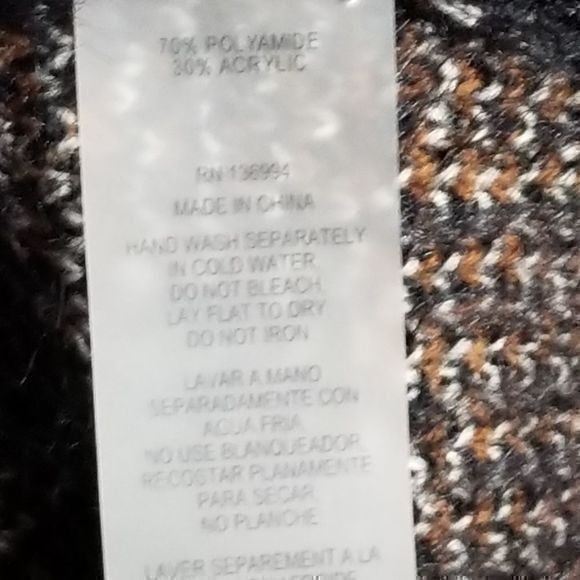 70% POLYAMIDE
30% ACRYLIC
RN 136994
MADE IN CHINA
HAND WASH SEPARATELY
IN COLD WATER
DO NOT BLEACH
LAY FLAT TO DRY
DO NOT IRON
LAVAR A MANO
SEPARADAMENTE CON
AGUA FRIA
NO USE BLANQUEADOR
RECOSTAR PLANAMENTE
PARA SECAR
NO PLANCHE
LAVER SEPAREMENT A LA